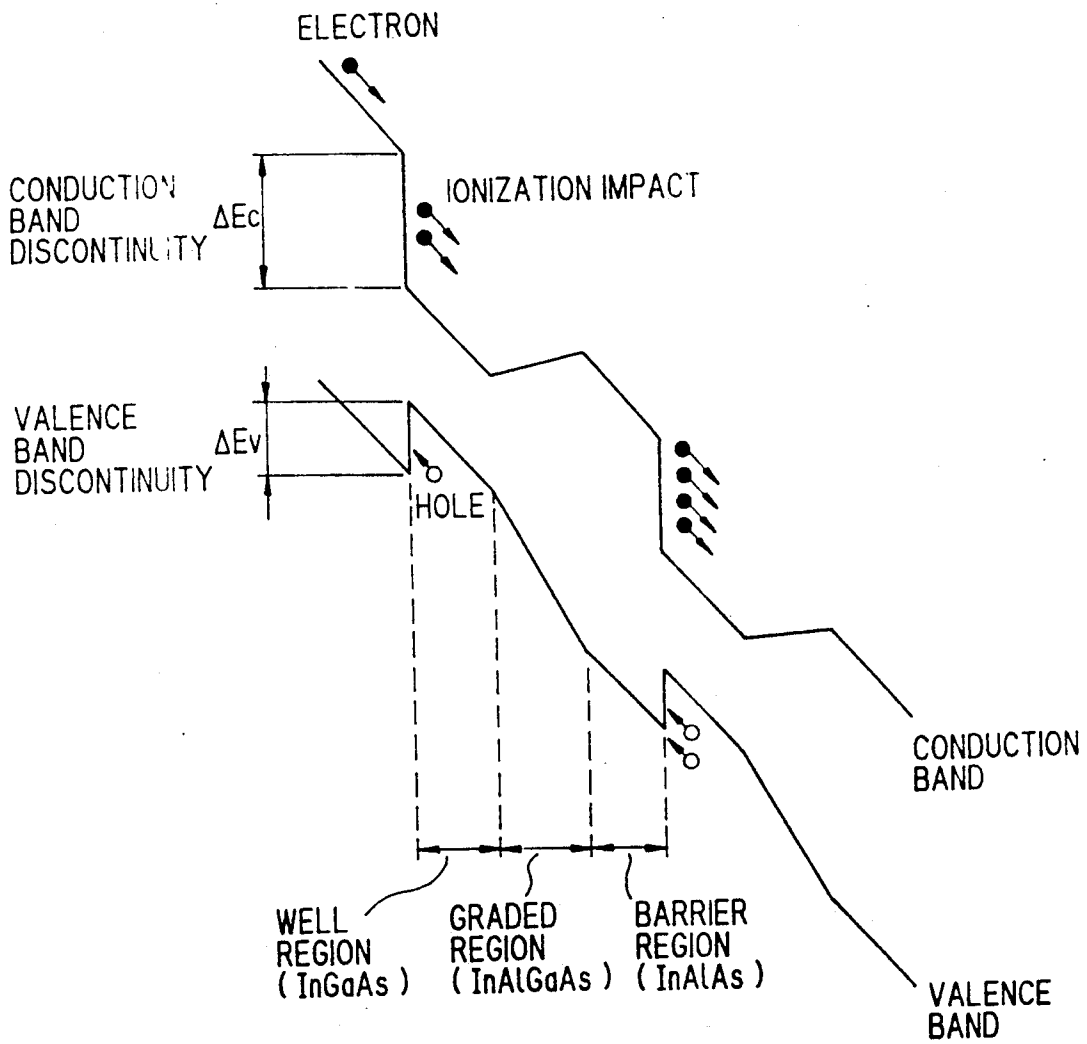 ELECTRON
CONDUCTION
BAND
DISCONTINUITY
ΔEc
IONIZATION IMPACT
VALENCE
BAND
DISCONTINUITY
ΔEv
HOLE
CONDUCTION
BAND
WELL
REGION
(InGaAs)
GRADED
REGION
(InAlGaAs)
BARRIER
REGION
(InAlAs)
VALENCE
BAND